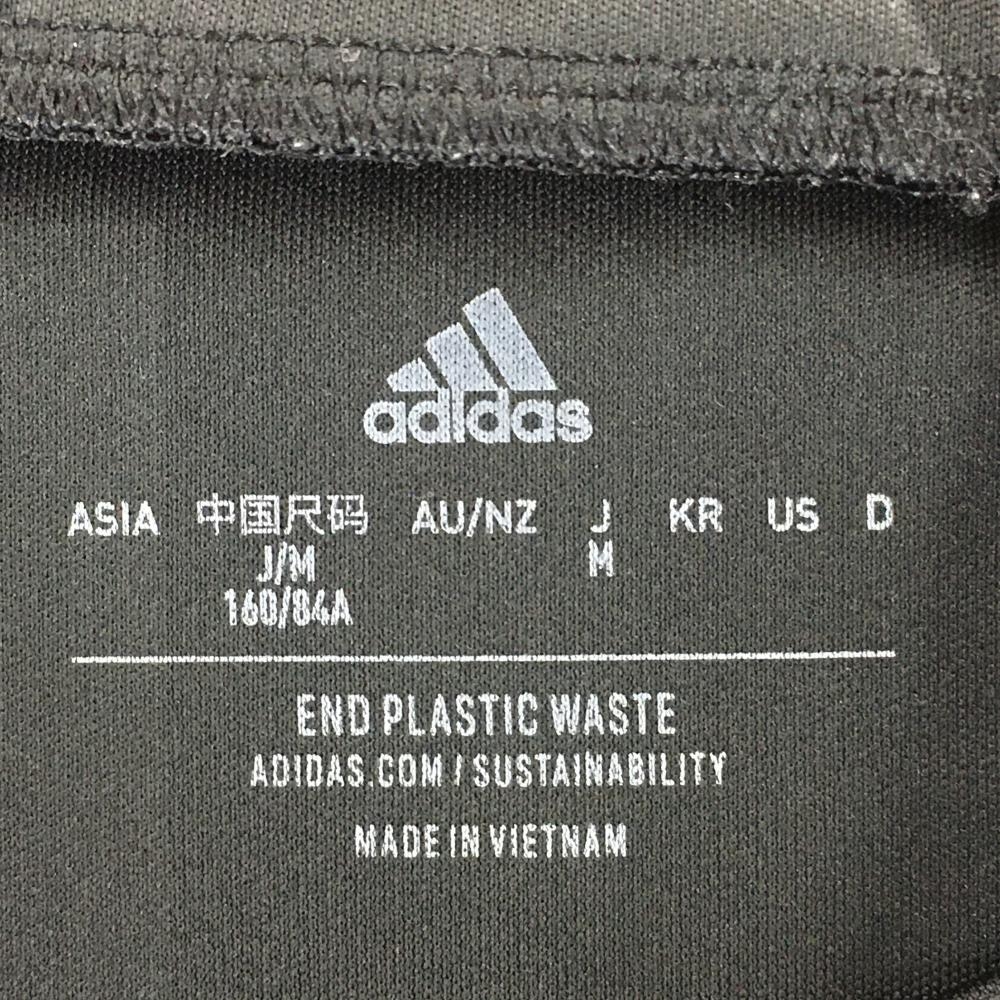 adidas
ASIA 中国尺码 AU/NZ J KR US D
J/M M
160/84A
END PLASTIC WASTE
ADIDAS.COM / SUSTAINABILITY
MADE IN VIETNAM